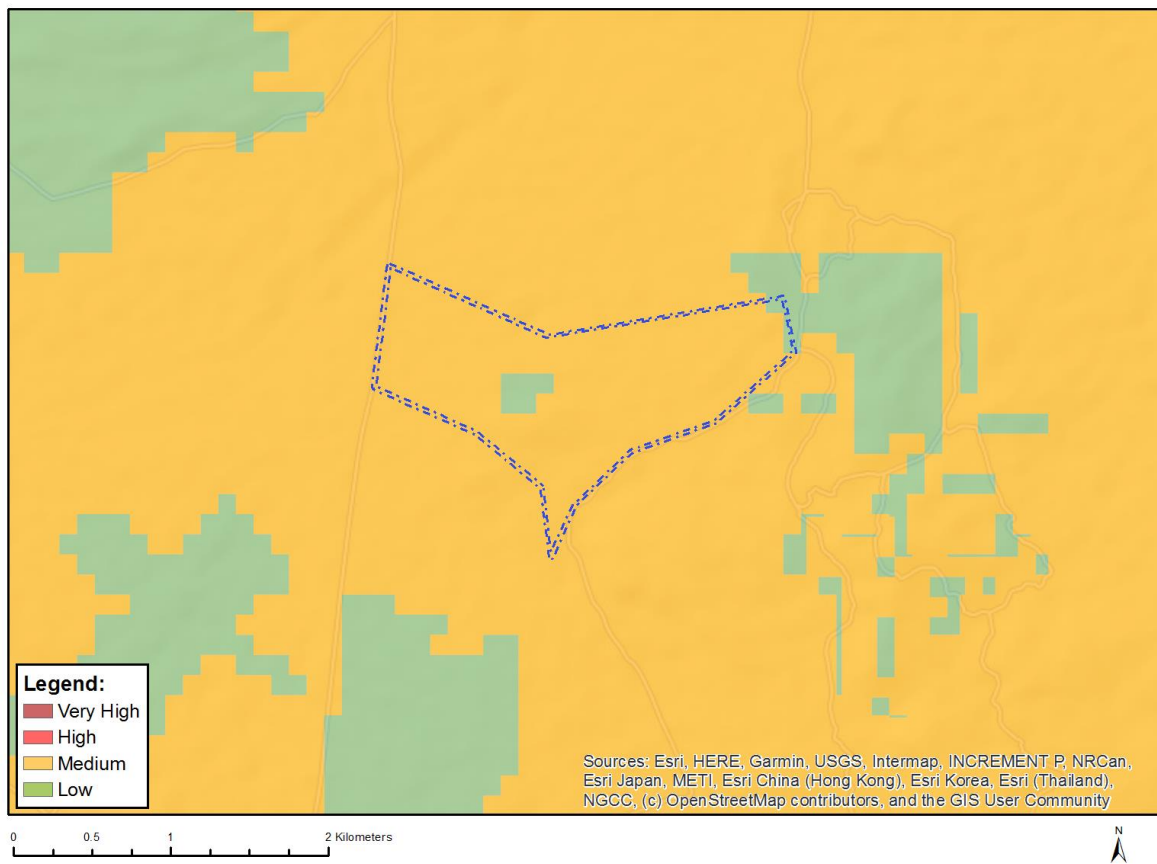 Legend:
Very High
High
Medium
Low
Sources: Esri, HERE, Garmin, USGS, Intermap, INCREMENT P, NRCan,
Esri Japan, METI, Esri China (Hong Kong), Esri Korea, Esri (Thailand),
NGCC, (c) OpenStreetMap contributors, and the GIS User Community
0 0.5 1 2 Kilometers
N